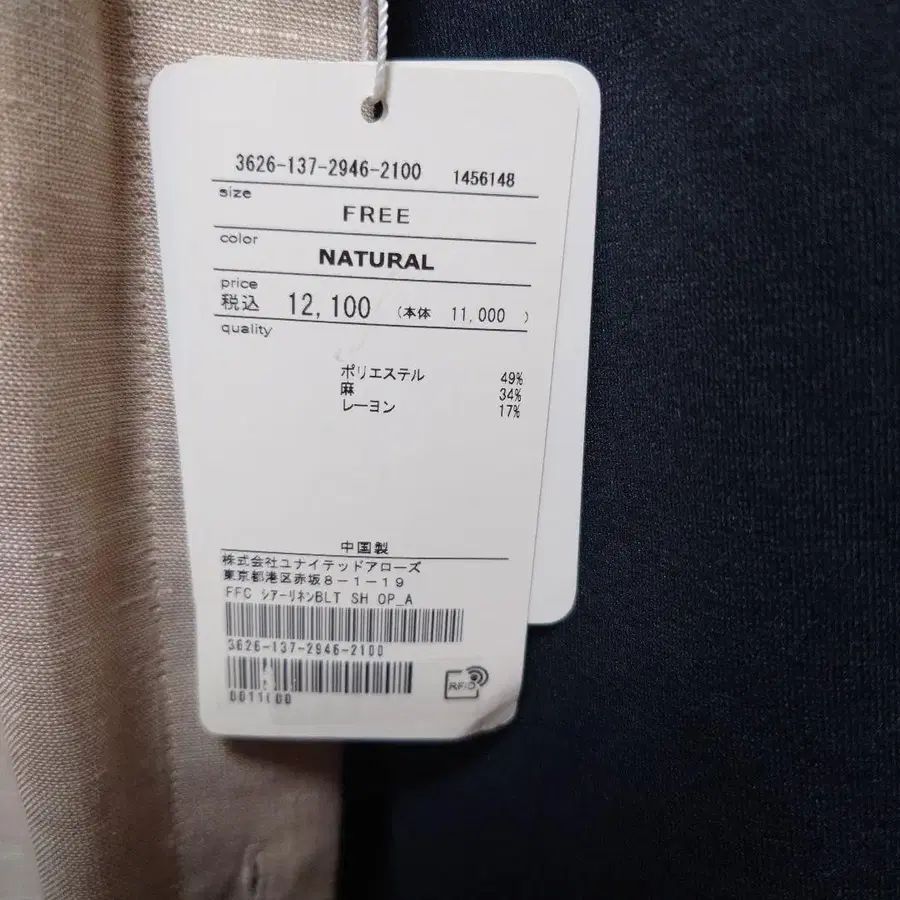 3626-137-2946-2100 1456148
size
FREE
color
NATURAL
price
税込 12,100 (本体 11,000 )
quality
ポリエステル 49%
麻 34%
レーヨン 17%
中国製
株式会社ユナイテッドアローズ
東京都港区赤坂8-1-19
FFC シアーリネンBLT SH OP_A
3626-137-2946-2100
RFID